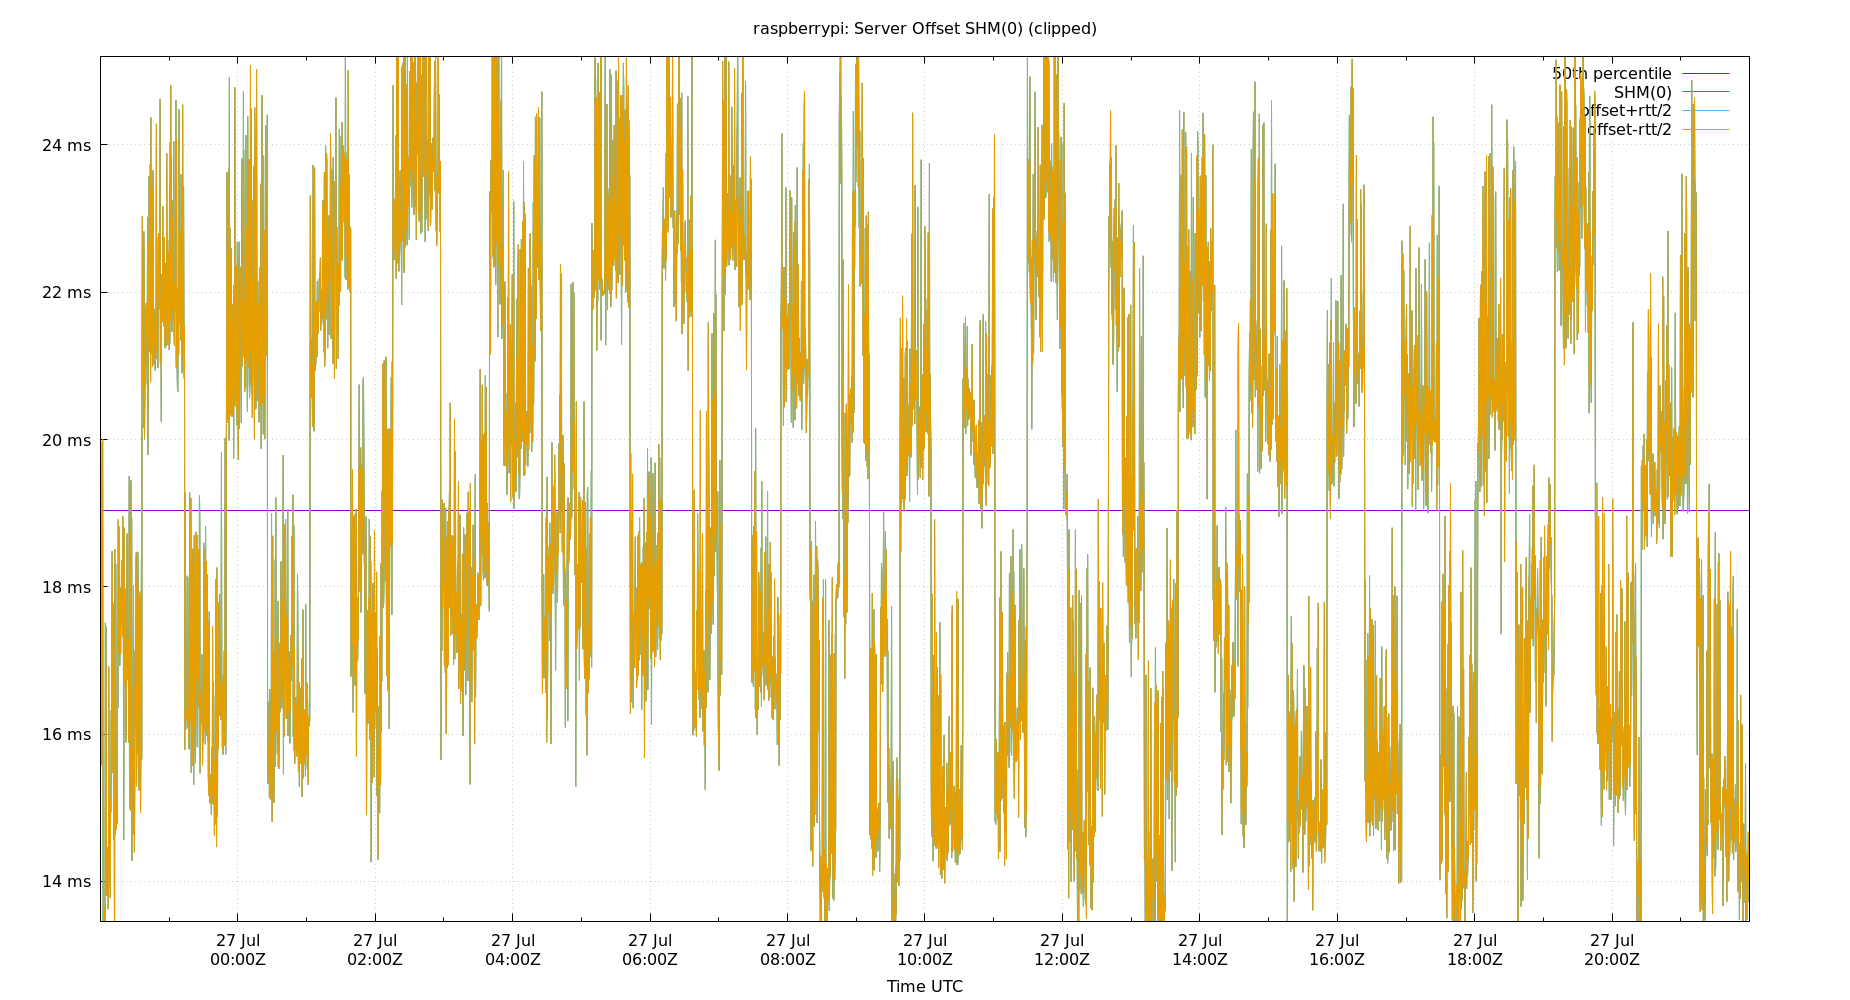 raspberrypi: Server Offset SHM(0) (clipped)
50th percentile
SHM(0)
offset+rtt/2
offset-rtt/2
24 ms
22 ms
20 ms
18 ms
16 ms
14 ms
27 Jul 27 Jul 27 Jul 27 Jul 27 Jul 27 Jul 27 Jul 27 Jul 27 Jul 27 Jul 27 Jul
00:00Z 02:00Z 04:00Z 06:00Z 08:00Z 10:00Z 12:00Z 14:00Z 16:00Z 18:00Z 20:00Z
Time UTC